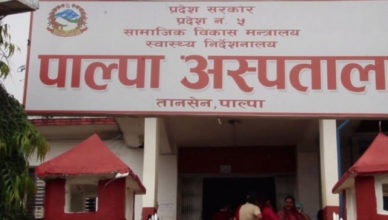 प्रदेश सरकार
प्रदेश नं. ५
सामाजिक विकास मन्त्रालय
स्वास्थ्य निर्देशनालय
पाल्पा अस्पताल
तानसेन, पाल्पा